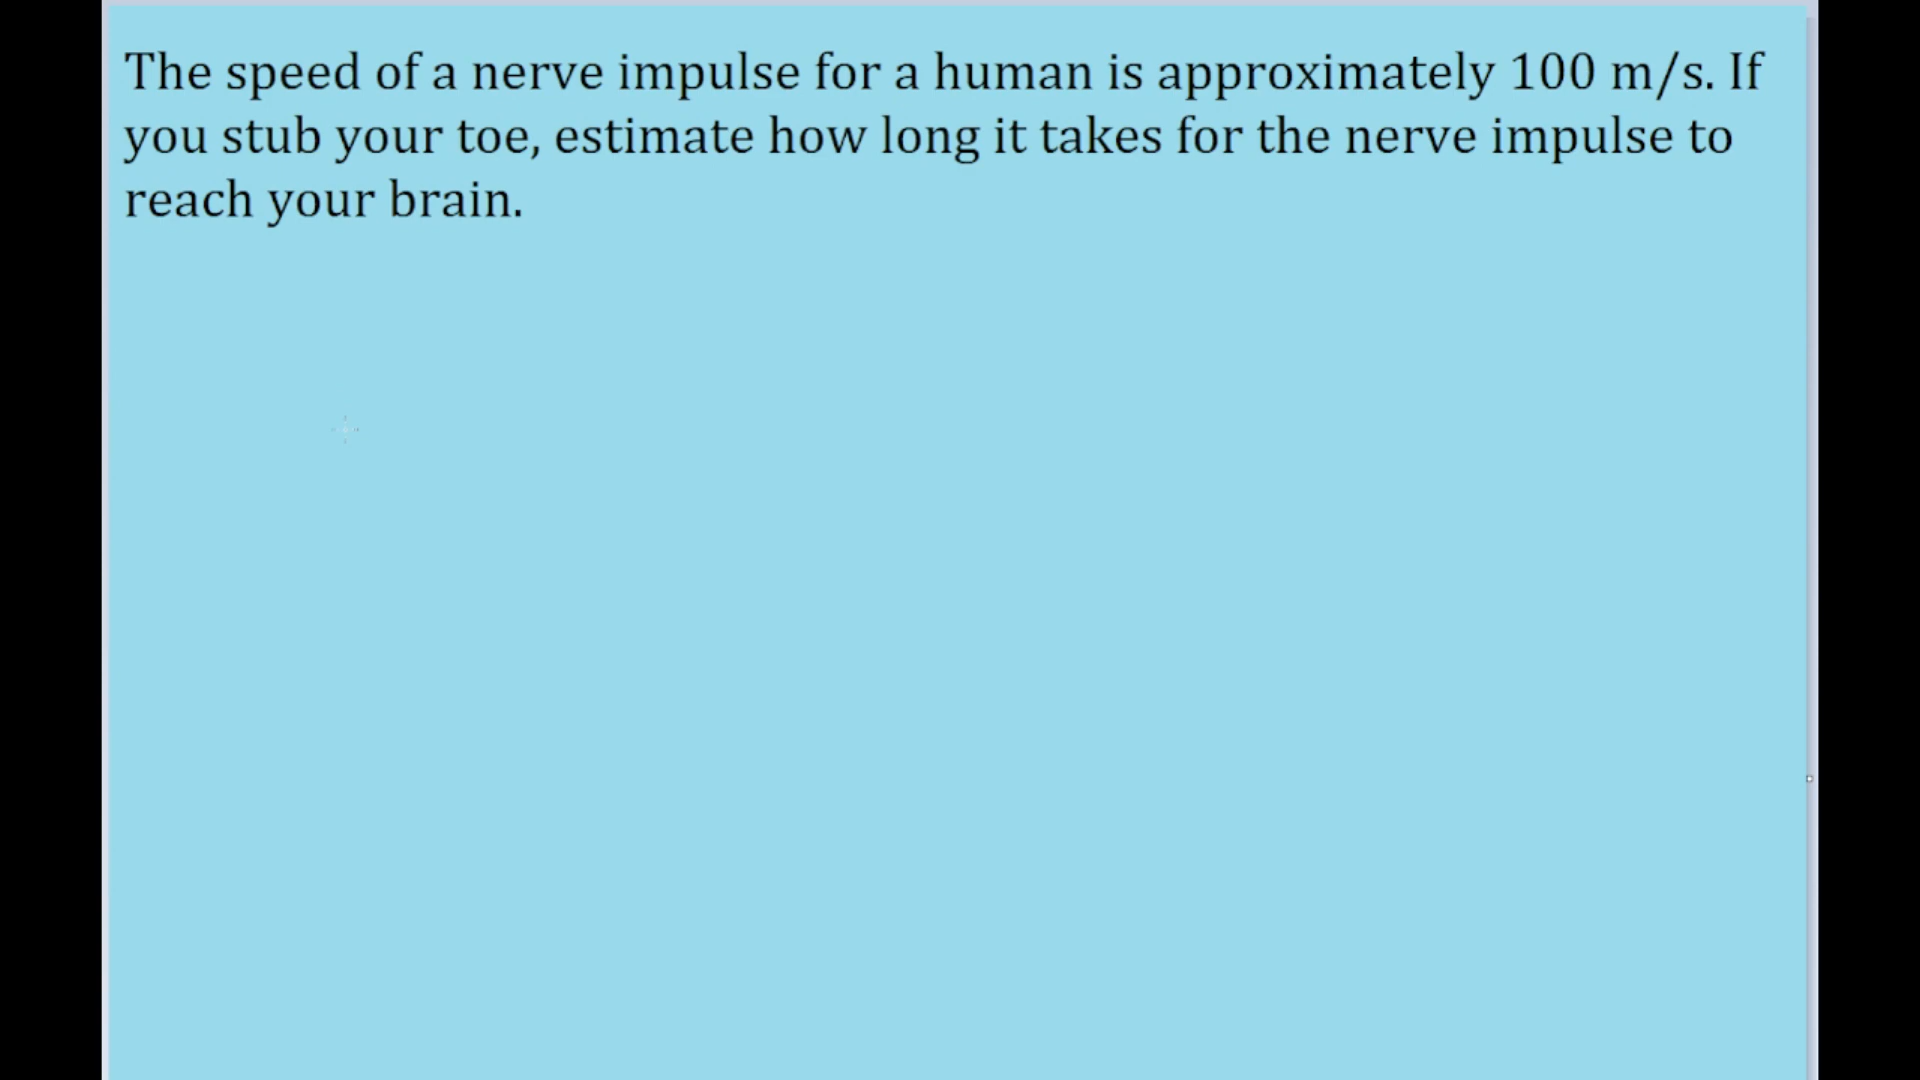 The speed of a nerve impulse for a human is approximately 100 m/s. If
you stub your toe, estimate how long it takes for the nerve impulse to
reach your brain.